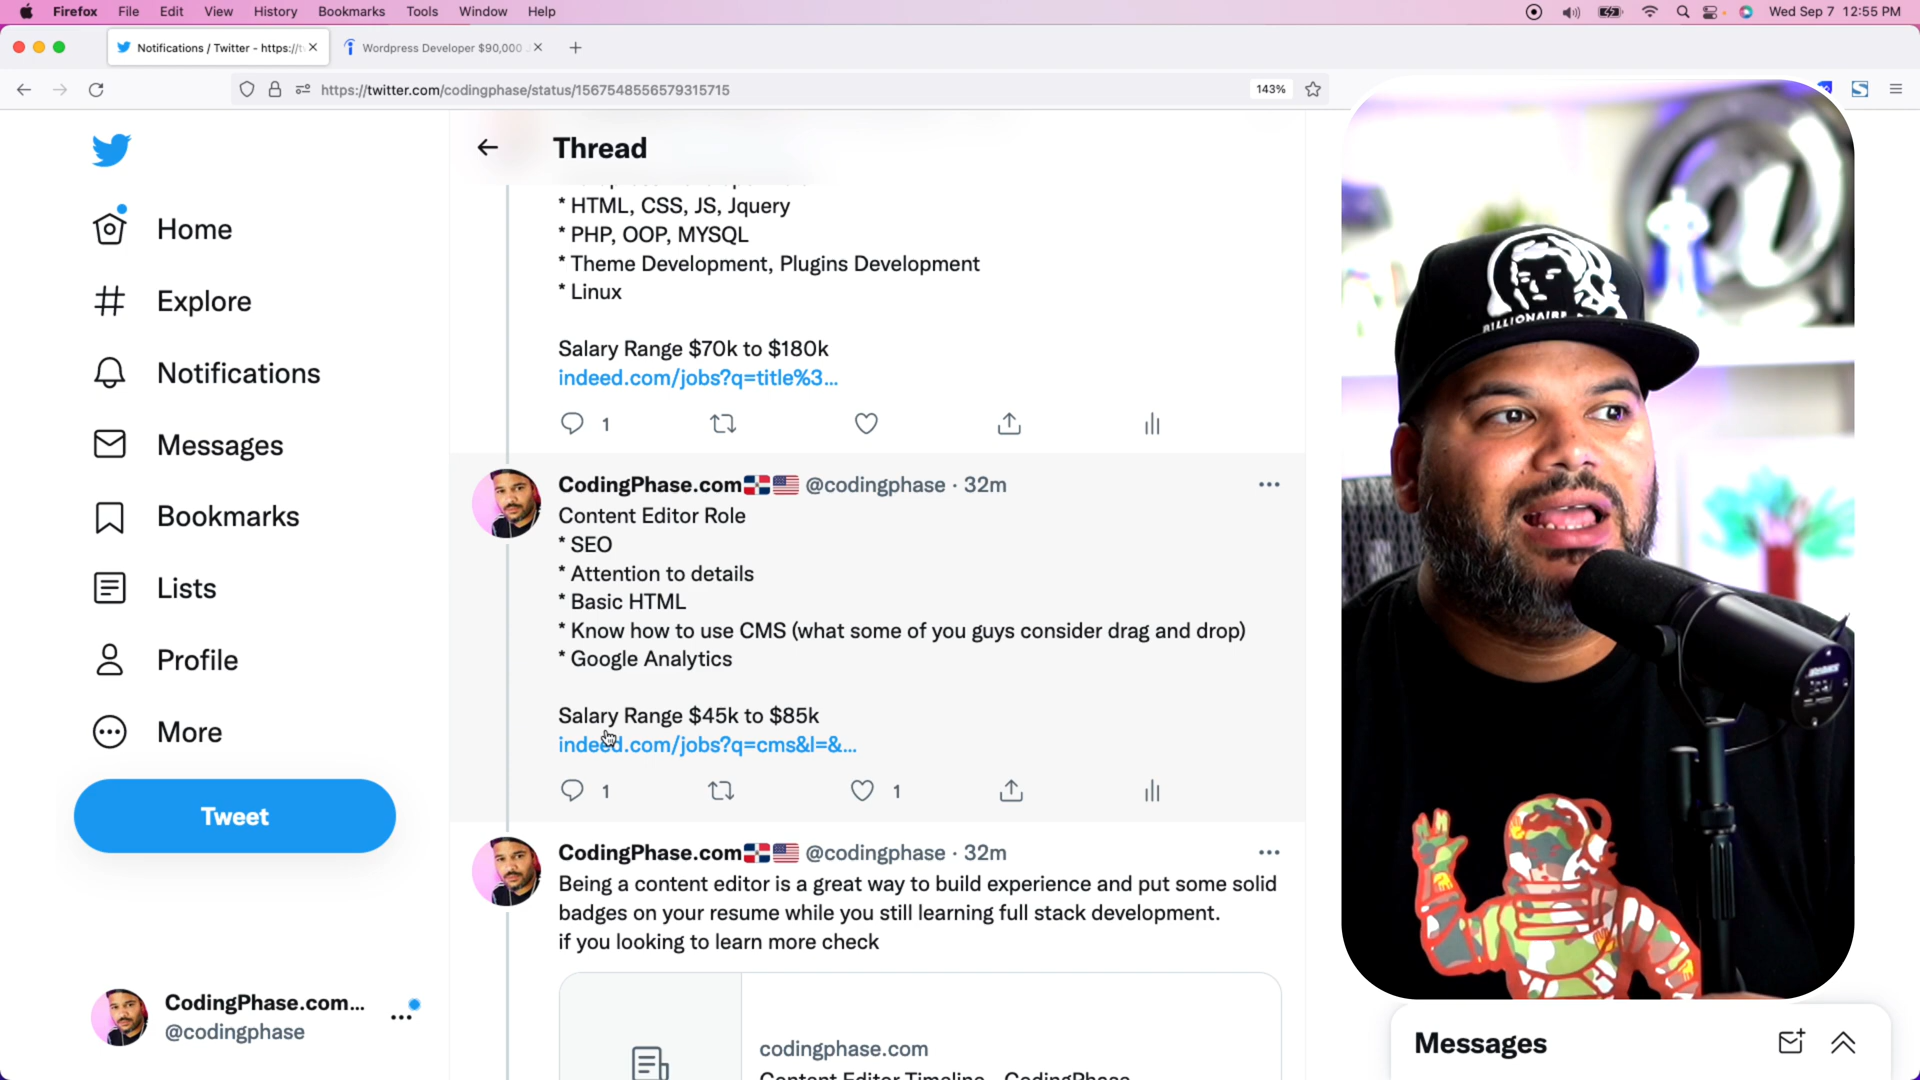 Firefox File Edit View History Bookmarks Tools Window Help
Wed Sep 7 12:55 PM
Notifications / Twitter - https://t
Wordpress Developer $90,000
https://twitter.com/codingphase/status/1567548556579315715
143%
Thread
* HTML, CSS, JS, Jquery
* PHP, OOP, MYSQL
* Theme Development, Plugins Development
* Linux
Salary Range $70k to $180k
indeed.com/jobs?q=title%3...
1
CodingPhase.com @codingphase · 32m
Content Editor Role
* SEO
* Attention to details
* Basic HTML
* Know how to use CMS (what some of you guys consider drag and drop)
* Google Analytics
Salary Range $45k to $85k
indeed.com/jobs?q=cms&l=&...
1 1
CodingPhase.com @codingphase · 32m
Being a content editor is a great way to build experience and put some solid
badges on your resume while you still learning full stack development.
if you looking to learn more check
codingphase.com
Content Editor Timeline - CodingPhase
Home
Explore
Notifications
Messages
Bookmarks
Lists
Profile
More
Tweet
CodingPhase.com...
@codingphase
BILLIONAIRE
Messages